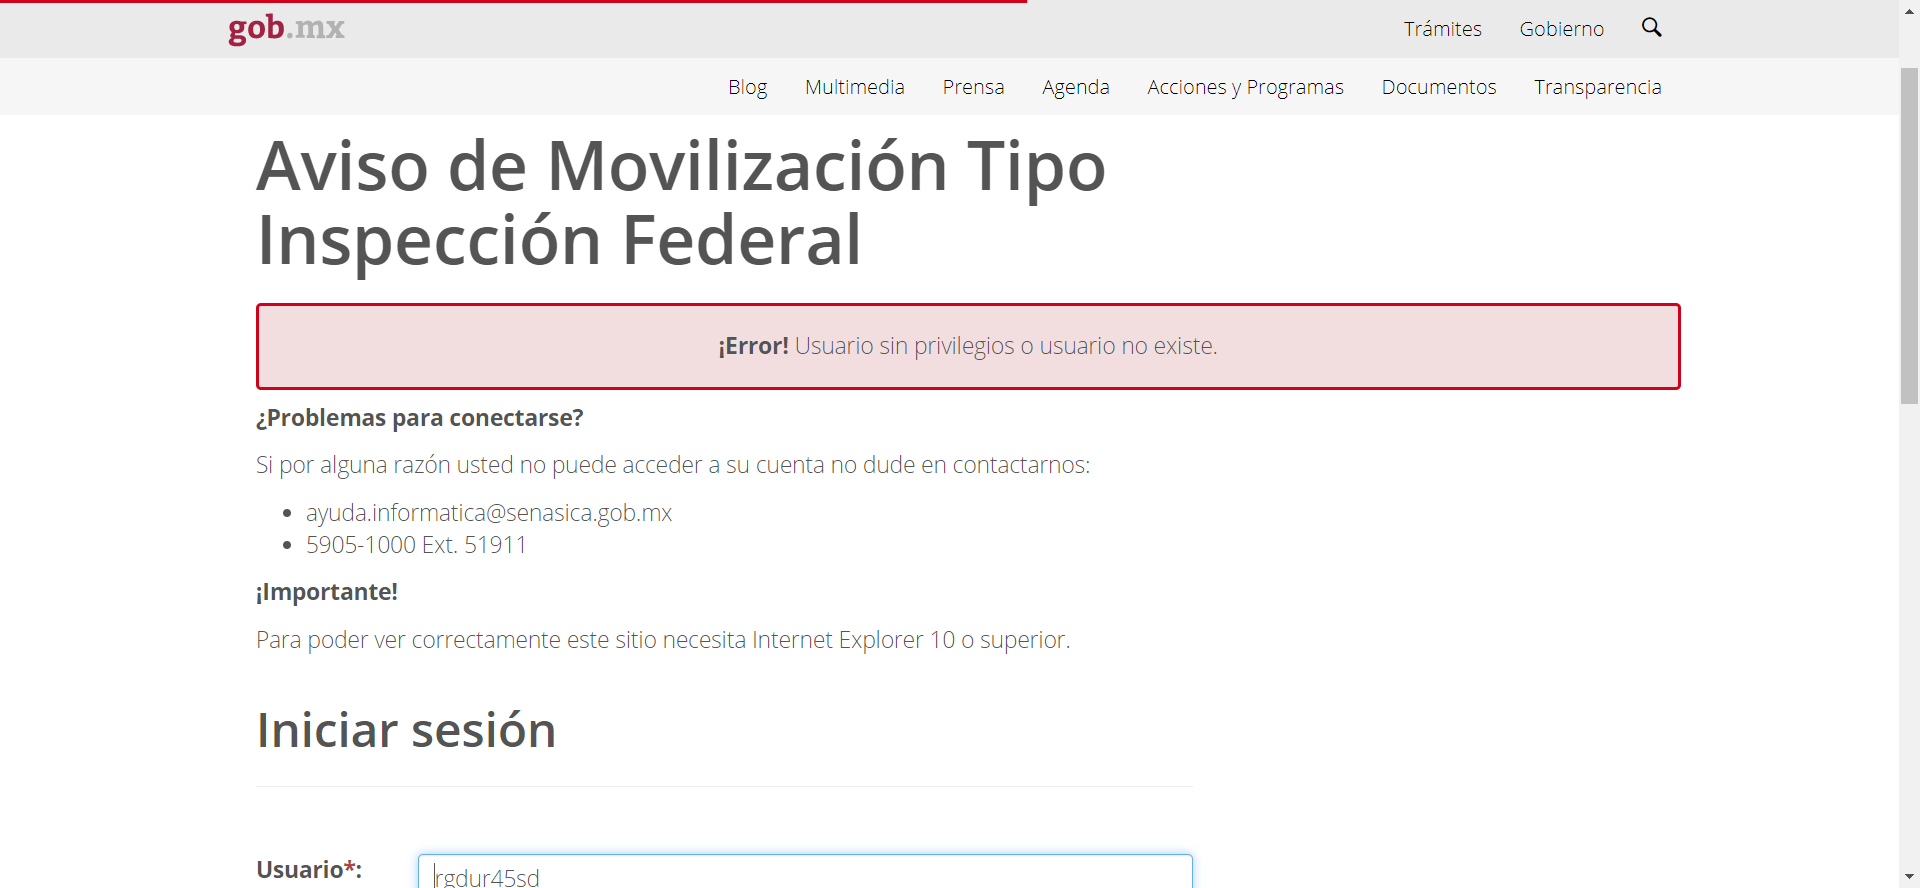 gob.mx
Trámites Gobierno
Blog Multimedia Prensa Agenda Acciones y Programas Documentos Transparencia
Aviso de Movilización Tipo
Inspección Federal
¡Error! Usuario sin privilegios o usuario no existe.
¿Problemas para conectarse?
Si por alguna razón usted no puede acceder a su cuenta no dude en contactarnos:
ayuda.informatica@senasica.gob.mx
5905-1000 Ext. 51911
¡Importante!
Para poder ver correctamente este sitio necesita Internet Explorer 10 o superior.
Iniciar sesión
Usuario*: rgdur45sd